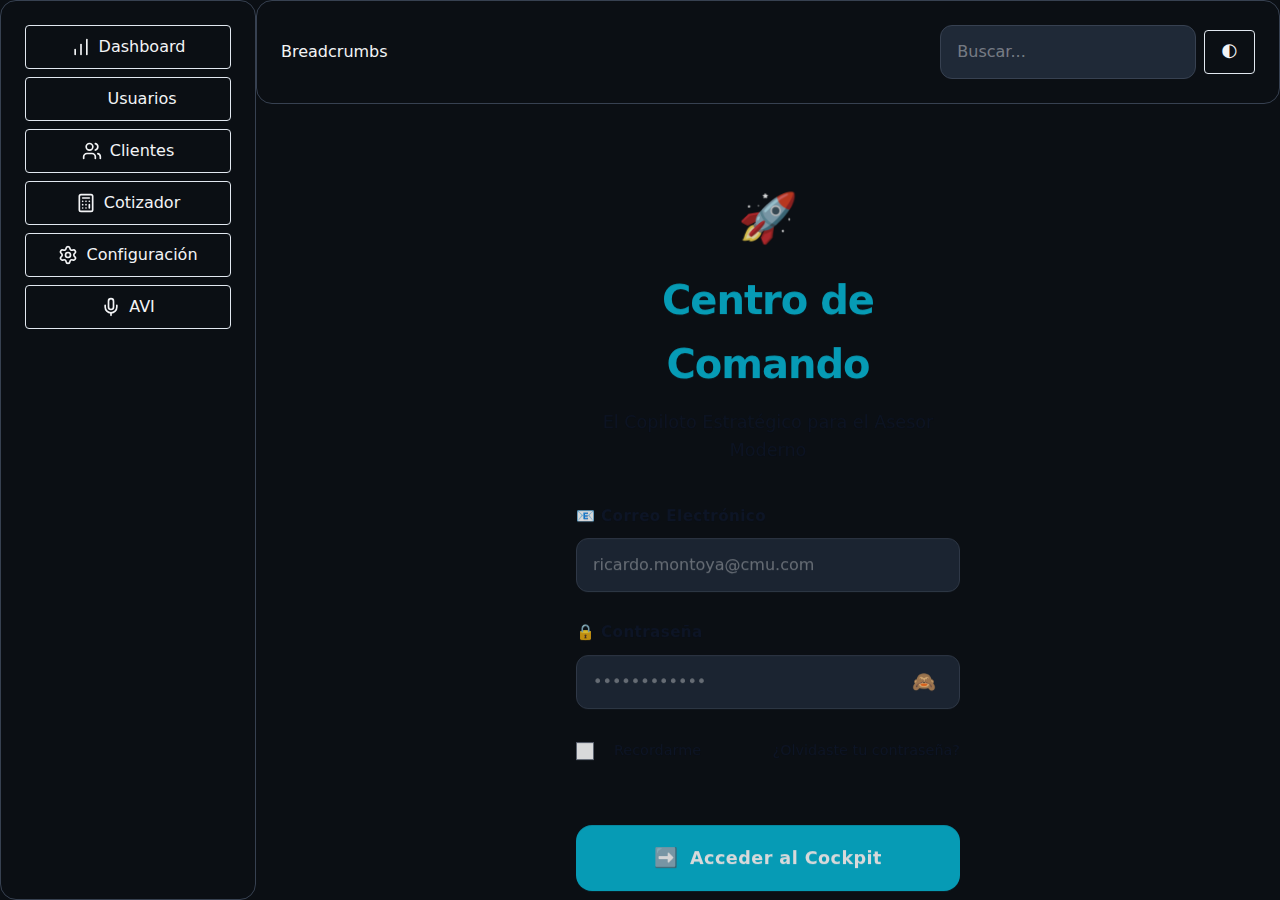 Dashboard
Usuarios
Clientes
Cotizador
Configuración
AVI
Breadcrumbs
Buscar...
Centro de
Comando
El Copiloto Estratégico para el Asesor
Moderno
Correo Electrónico
ricardo.montoya@cmu.com
Contraseña
••••••••••••
Recordarme
¿Olvidaste tu contraseña?
Acceder al Cockpit